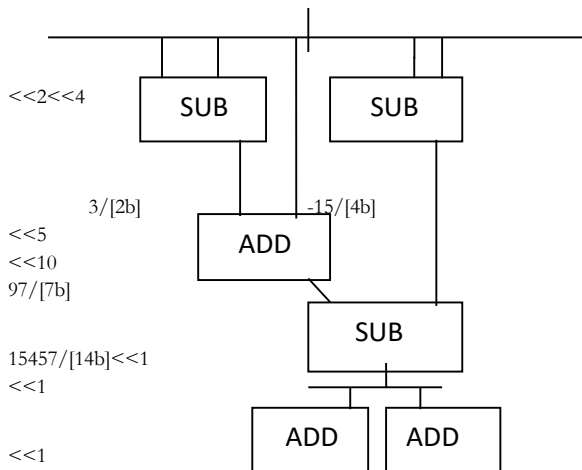 <<2<<4
SUB SUB
3/[2b] -15/[4b]
<<5
ADD
<<10
97/[7b]
SUB
15457/[14b]<<1
<<1
ADD ADD
<<1